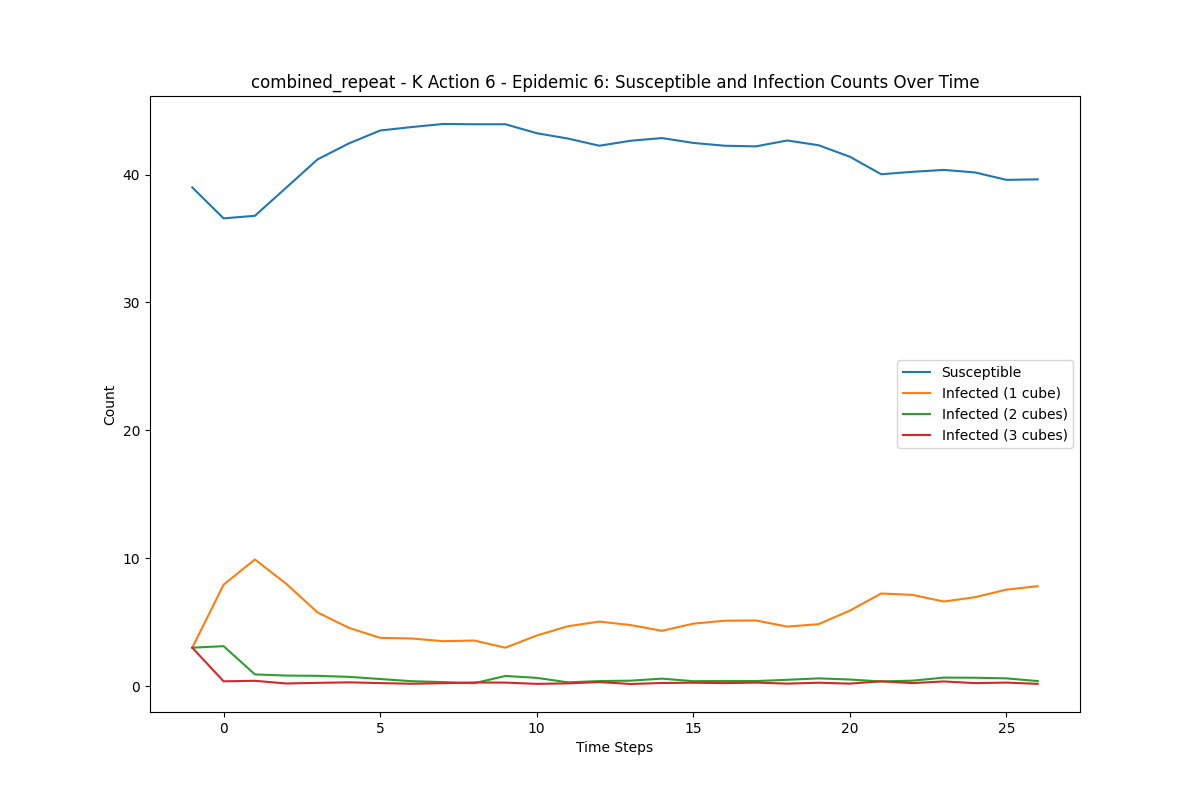 combined_repeat - K Action 6 - Epidemic 6: Susceptible and Infection Counts Over Time
40
30
20
10
0
Count
Susceptible
Infected (1 cube)
Infected (2 cubes)
Infected (3 cubes)
0 5 10 15 20 25
Time Steps